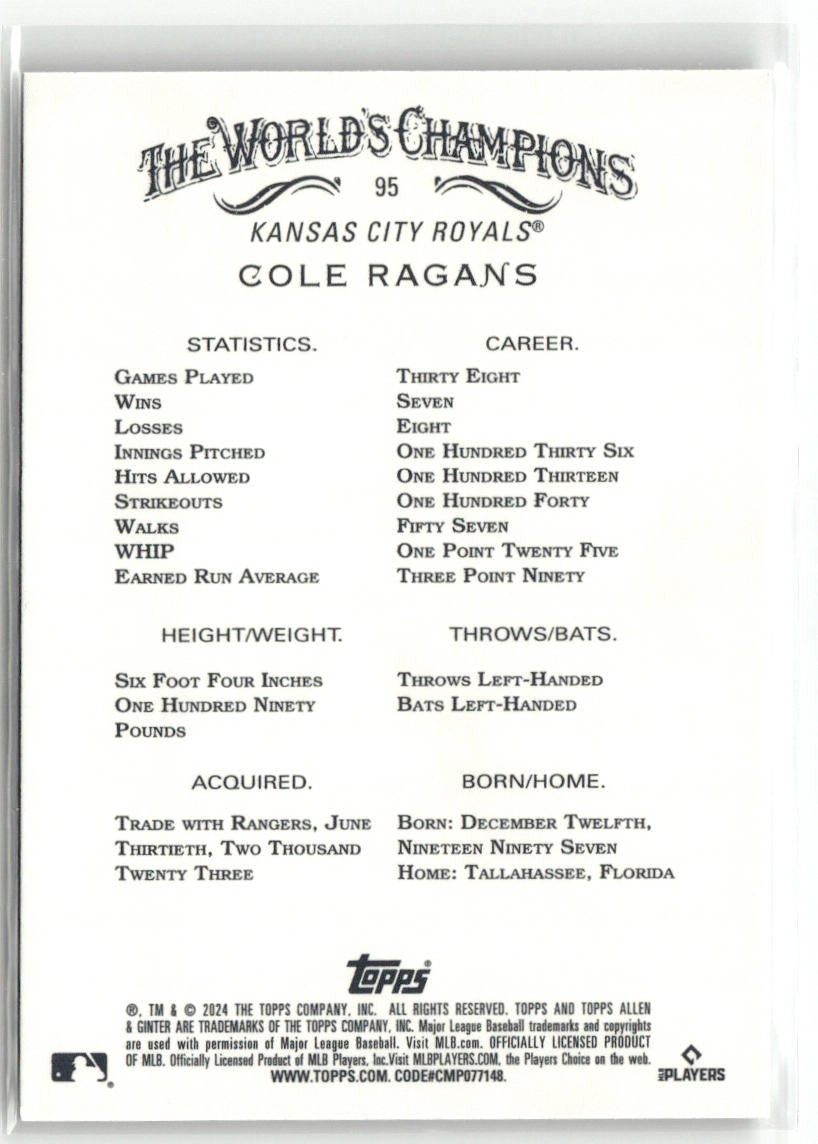 THE WORLD'S CHAMPIONS
95
KANSAS CITY ROYALS®
COLE RAGANS
STATISTICS. CAREER.
GAMES PLAYED THIRTY EIGHT
WINS SEVEN
LOSSES EIGHT
INNINGS PITCHED ONE HUNDRED THIRTY SIX
HITS ALLOWED ONE HUNDRED THIRTEEN
STRIKEOUTS ONE HUNDRED FORTY
WALKS FIFTY SEVEN
WHIP ONE POINT TWENTY FIVE
EARNED RUN AVERAGE THREE POINT NINETY
HEIGHT/WEIGHT. THROWS/BATS.
SIX FOOT FOUR INCHES THROWS LEFT-HANDED
ONE HUNDRED NINETY BATS LEFT-HANDED
POUNDS
ACQUIRED. BORN/HOME.
TRADE WITH RANGERS, JUNE BORN: DECEMBER TWELFTH,
THIRTIETH, TWO THOUSAND NINETEEN NINETY SEVEN
TWENTY THREE HOME: TALLAHASSEE, FLORIDA
Topps®
®, TM & © 2024 THE TOPPS COMPANY, INC. ALL RIGHTS RESERVED. TOPPS AND TOPPS ALLEN
& GINTER ARE TRADEMARKS OF THE TOPPS COMPANY, INC. Major League Baseball trademarks and copyrights
are used with permission of Major League Baseball. Visit MLB.com. OFFICIALLY LICENSED PRODUCT
OF MLB. Officially Licensed Product of MLB Players, Inc.Visit MLBPLAYERS.COM, the Players Choice on the web.
WWW.TOPPS.COM. CODE#CMP077148.
®
MLB PLAYERS